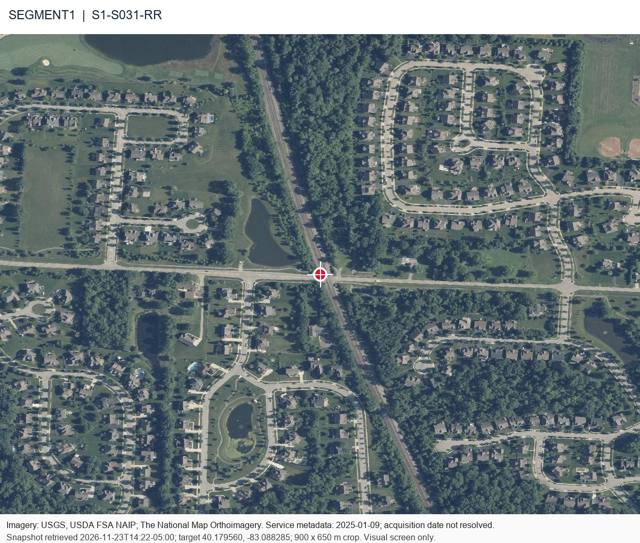 SEGMENT1 | S1-S031-RR
Imagery: USGS, USDA FSA NAIP; The National Map Orthoimagery. Service metadata: 2025-01-09; acquisition date not resolved.
Snapshot retrieved 2026-11-23T14:22-05:00; target 40.179560, -83.088285; 900 x 650 m crop. Visual screen only.